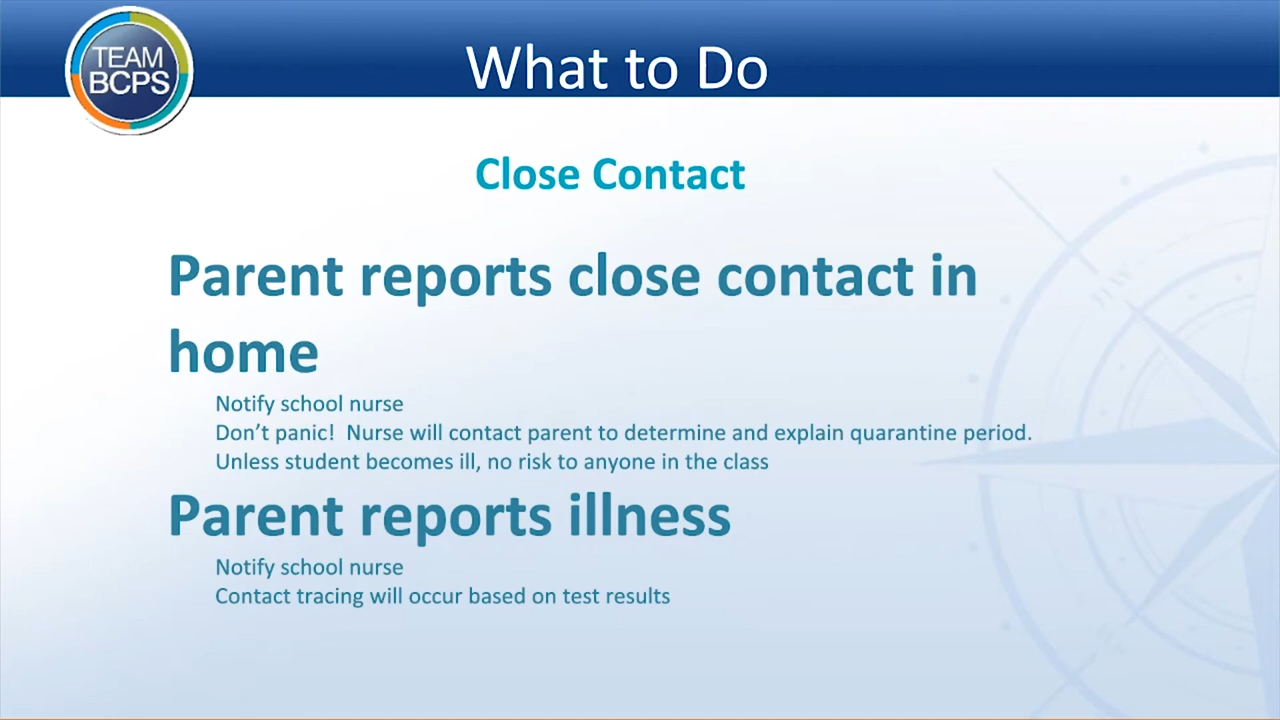 TEAM
BCPS
What to Do
Close Contact
Parent reports close contact in
home
Notify school nurse
Don’t panic!  Nurse will contact parent to determine and explain quarantine period.
Unless student becomes ill, no risk to anyone in the class
Parent reports illness
Notify school nurse
Contact tracing will occur based on test results